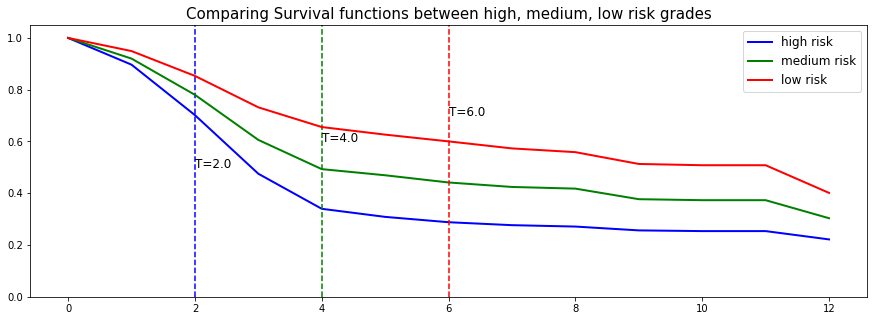 Comparing Survival functions between high, medium, low risk grades
high risk
medium risk
low risk
T=2.0
T=4.0
T=6.0
1.0
0.8
0.6
0.4
0.2
0.0
0 2 4 6 8 10 12